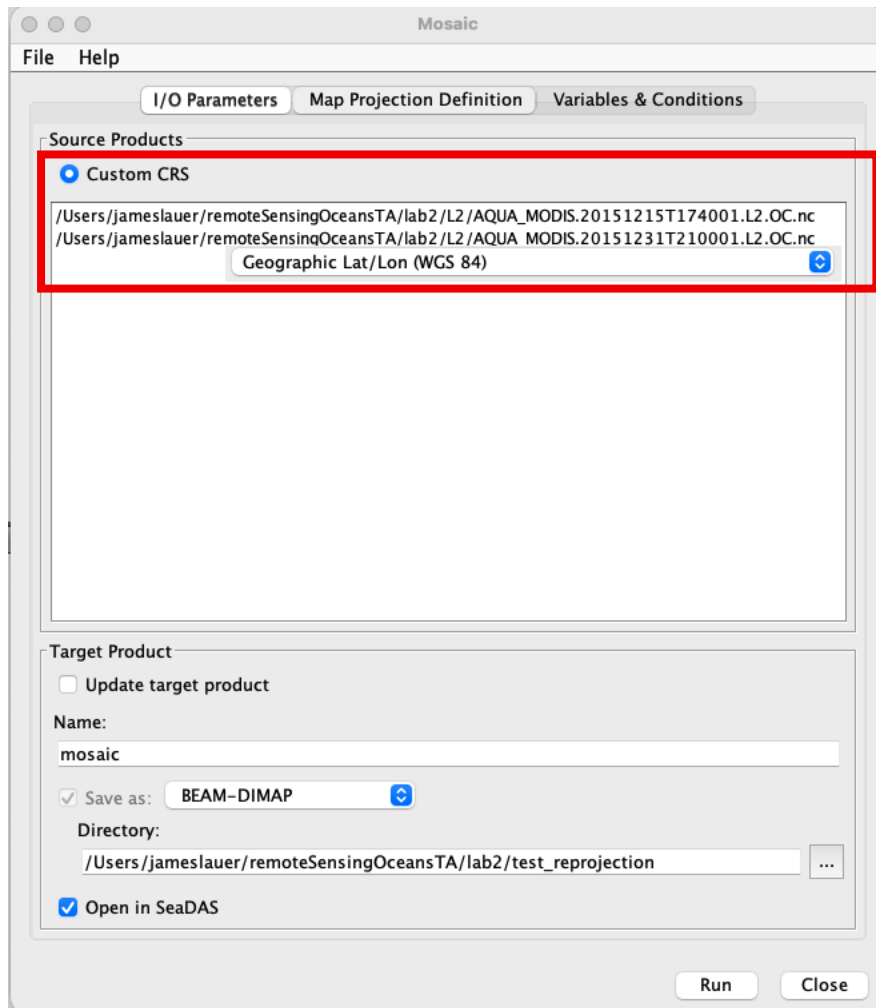 Mosaic
File Help
I/O Parameters Map Projection Definition Variables & Conditions
Source Products
Custom CRS
/Users/jameslauer/remoteSensingOceansTA/lab2/L2/AQUA_MODIS.20151215T174001.L2.OC.nc
/Users/jameslauer/remoteSensingOceansTA/lab2/L2/AQUA_MODIS.20151231T210001.L2.OC.nc
Geographic Lat/Lon (WGS 84)
Target Product
Update target product
Name:
mosaic
Save as: BEAM-DIMAP
Directory:
/Users/jameslauer/remoteSensingOceansTA/lab2/test_reprojection ...
Open in SeaDAS
Run Close